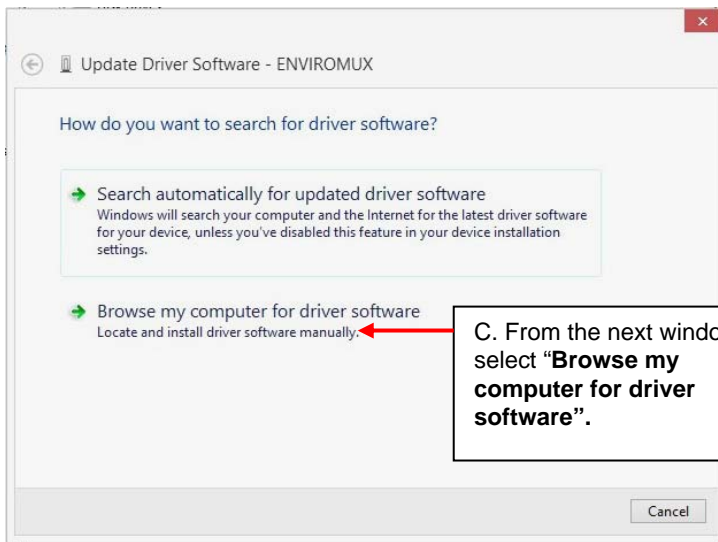 Update Driver Software - ENVIROMUX
How do you want to search for driver software?
Search automatically for updated driver software
Windows will search your computer and the Internet for the latest driver software
for your device, unless you've disabled this feature in your device installation
settings.
Browse my computer for driver software
Locate and install driver software manually.
C. From the next windo
select “Browse my
computer for driver
software”.
Cancel